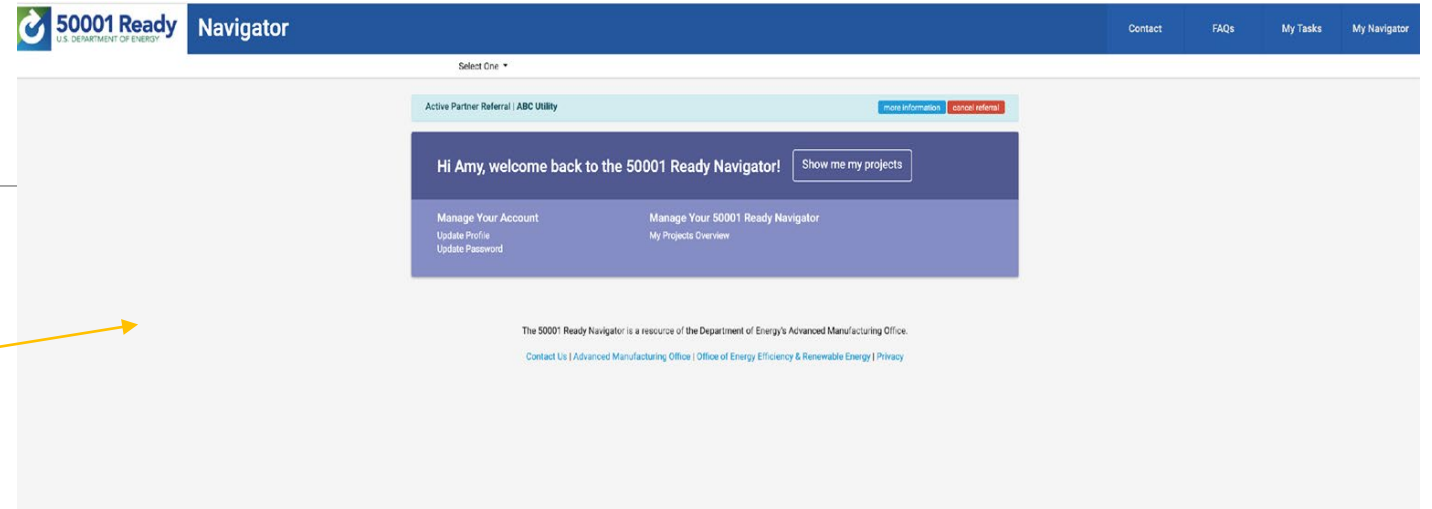 50001 Ready
U.S. DEPARTMENT OF ENERGY
Navigator
Contact FAQs My Tasks My Navigator
Select One
Active Partner Referral | ABC Utility more information cancel referral
Hi Amy, welcome back to the 50001 Ready Navigator! Show me my projects
Manage Your Account Manage Your 50001 Ready Navigator
Update Profile My Projects Overview
Update Password
The 50001 Ready Navigator is a resource of the Department of Energy's Advanced Manufacturing Office.
Contact Us | Advanced Manufacturing Office | Office of Energy Efficiency & Renewable Energy | Privacy